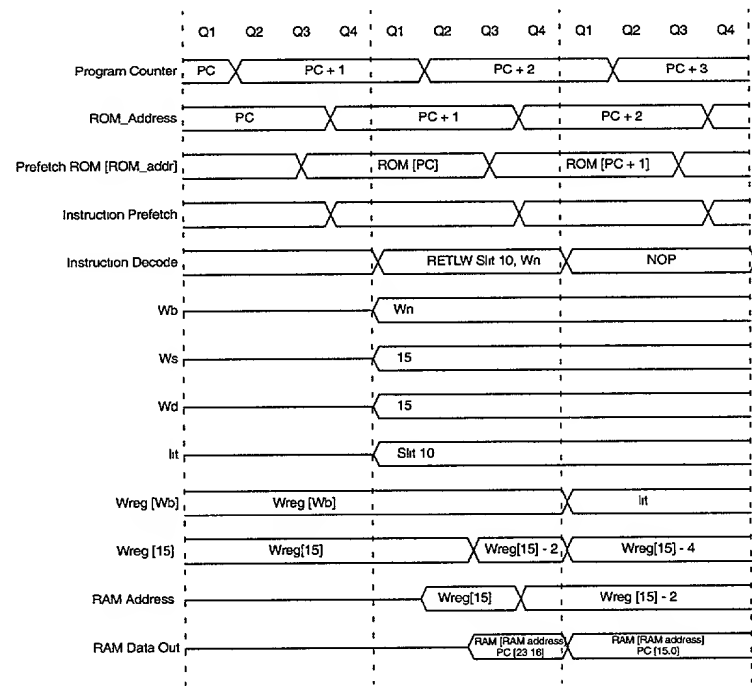 Q1 Q2 Q3 Q4 Q1 Q2 Q3 Q4 Q1 Q2 Q3 Q4
Program Counter PC PC + 1 PC + 2 PC + 3
ROM_Address PC PC + 1 PC + 2
Prefetch ROM [ROM_addr] ROM [PC] ROM [PC + 1]
Instruction Prefetch
Instruction Decode RETLW Slit 10, Wn NOP
Wb Wn
Ws 15
Wd 15
lit Slit 10
Wreg [Wb] Wreg [Wb] lit
Wreg [15] Wreg[15] Wreg[15] - 2 Wreg[15] - 4
RAM Address Wreg[15] Wreg [15] - 2
RAM Data Out RAM [RAM address] RAM [RAM address]
PC [23 16] PC [15.0]